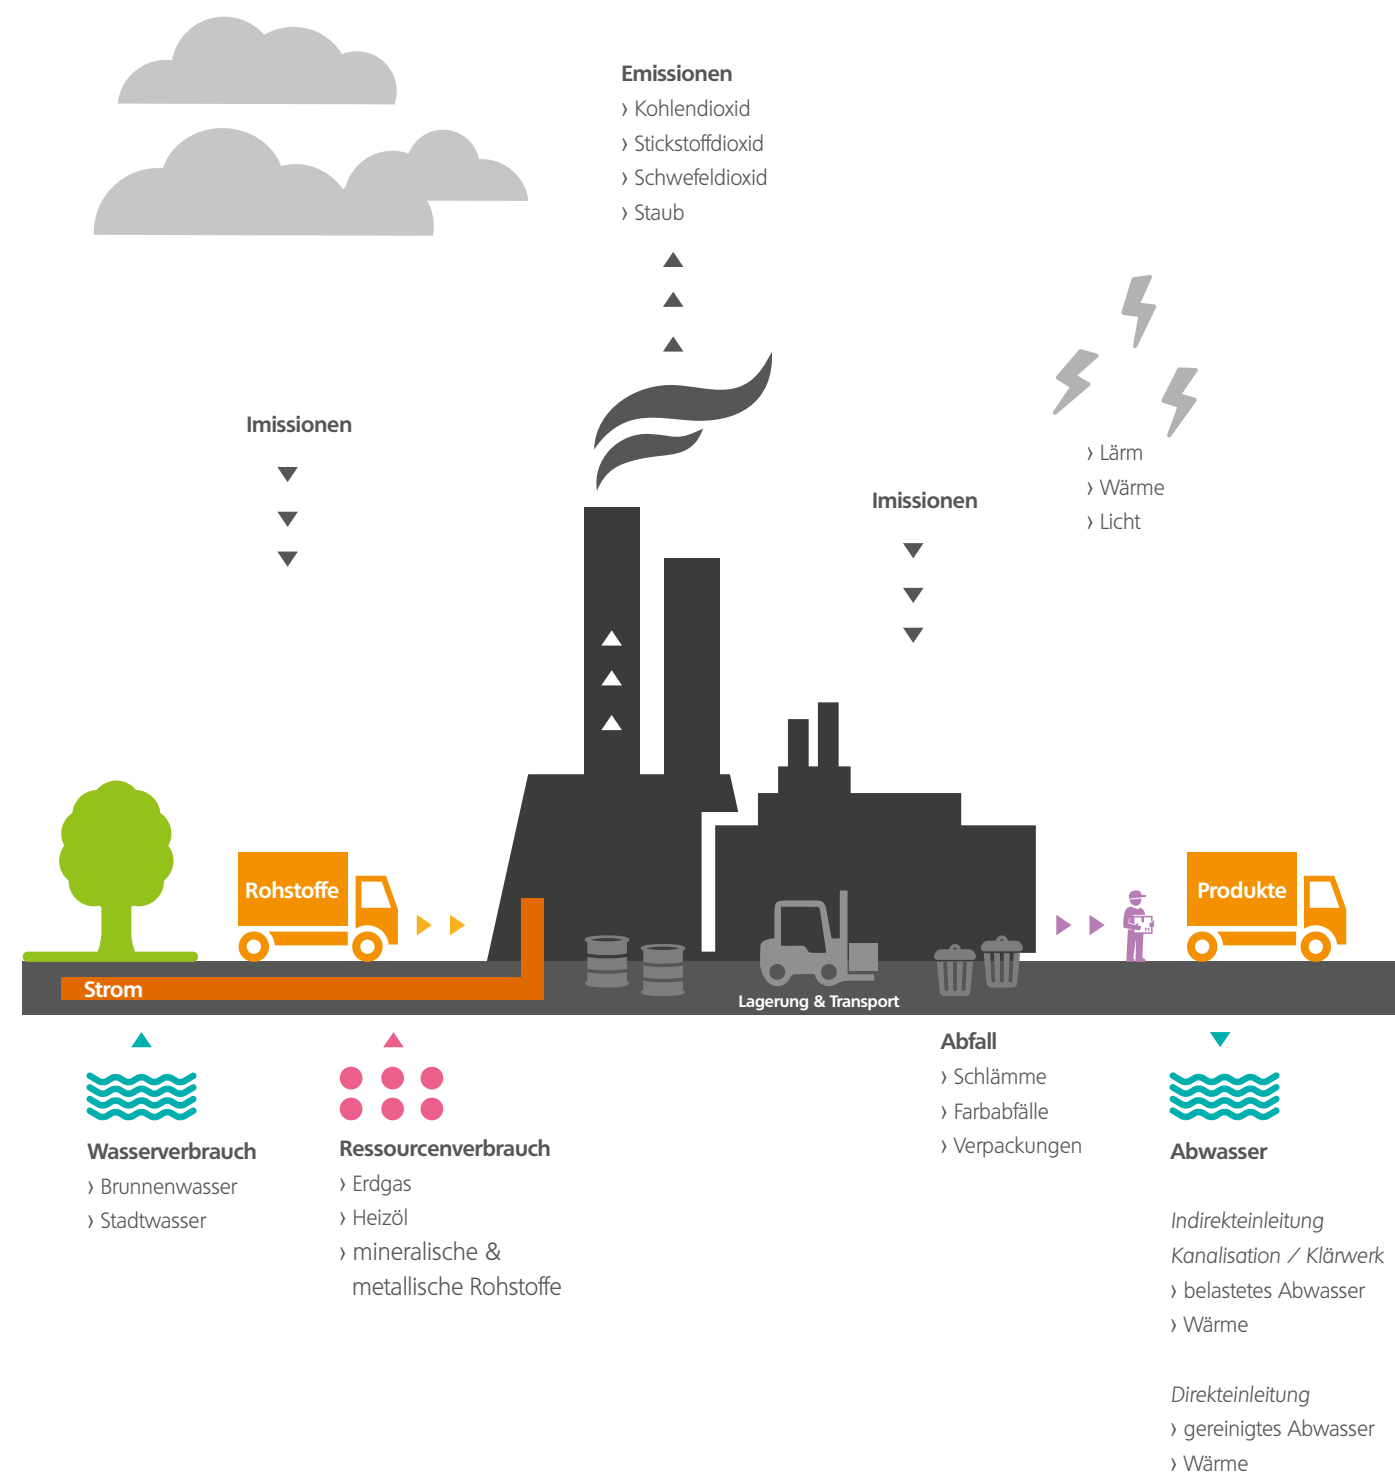 Emissionen
› Kohlendioxid
› Stickstoffdioxid
› Schwefeldioxid
› Staub
Imissionen
Imissionen
› Lärm
› Wärme
› Licht
Rohstoffe
Produkte
Strom
Lagerung & Transport
Wasserverbrauch
› Brunnenwasser
› Stadtwasser
Ressourcenverbrauch
› Erdgas
› Heizöl
› mineralische &
metallische Rohstoffe
Abfall
› Schlämme
› Farbabfälle
› Verpackungen
Abwasser
Indirekteinleitung
Kanalisation / Klärwerk
› belastetes Abwasser
› Wärme
Direkteinleitung
› gereinigtes Abwasser
› Wärme